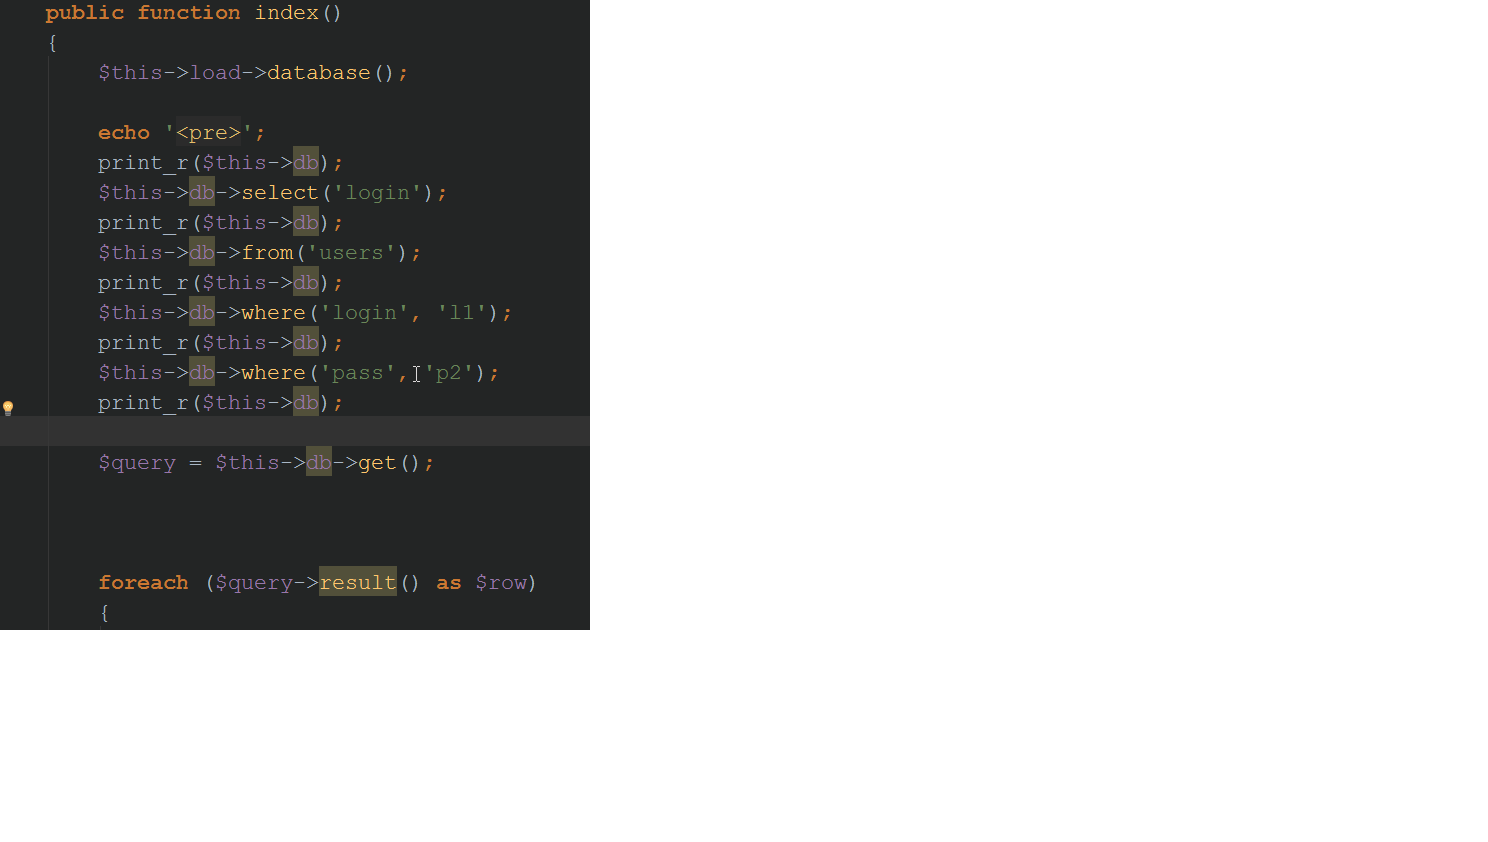 public function index()
{
$this->load->database();
echo '<pre>';
print_r($this->db);
$this->db->select('login');
print_r($this->db);
$this->db->from('users');
print_r($this->db);
$this->db->where('login', 'l1');
print_r($this->db);
$this->db->where('pass', 'p2');
print_r($this->db);
$query = $this->db->get();
foreach ($query->result() as $row)
{